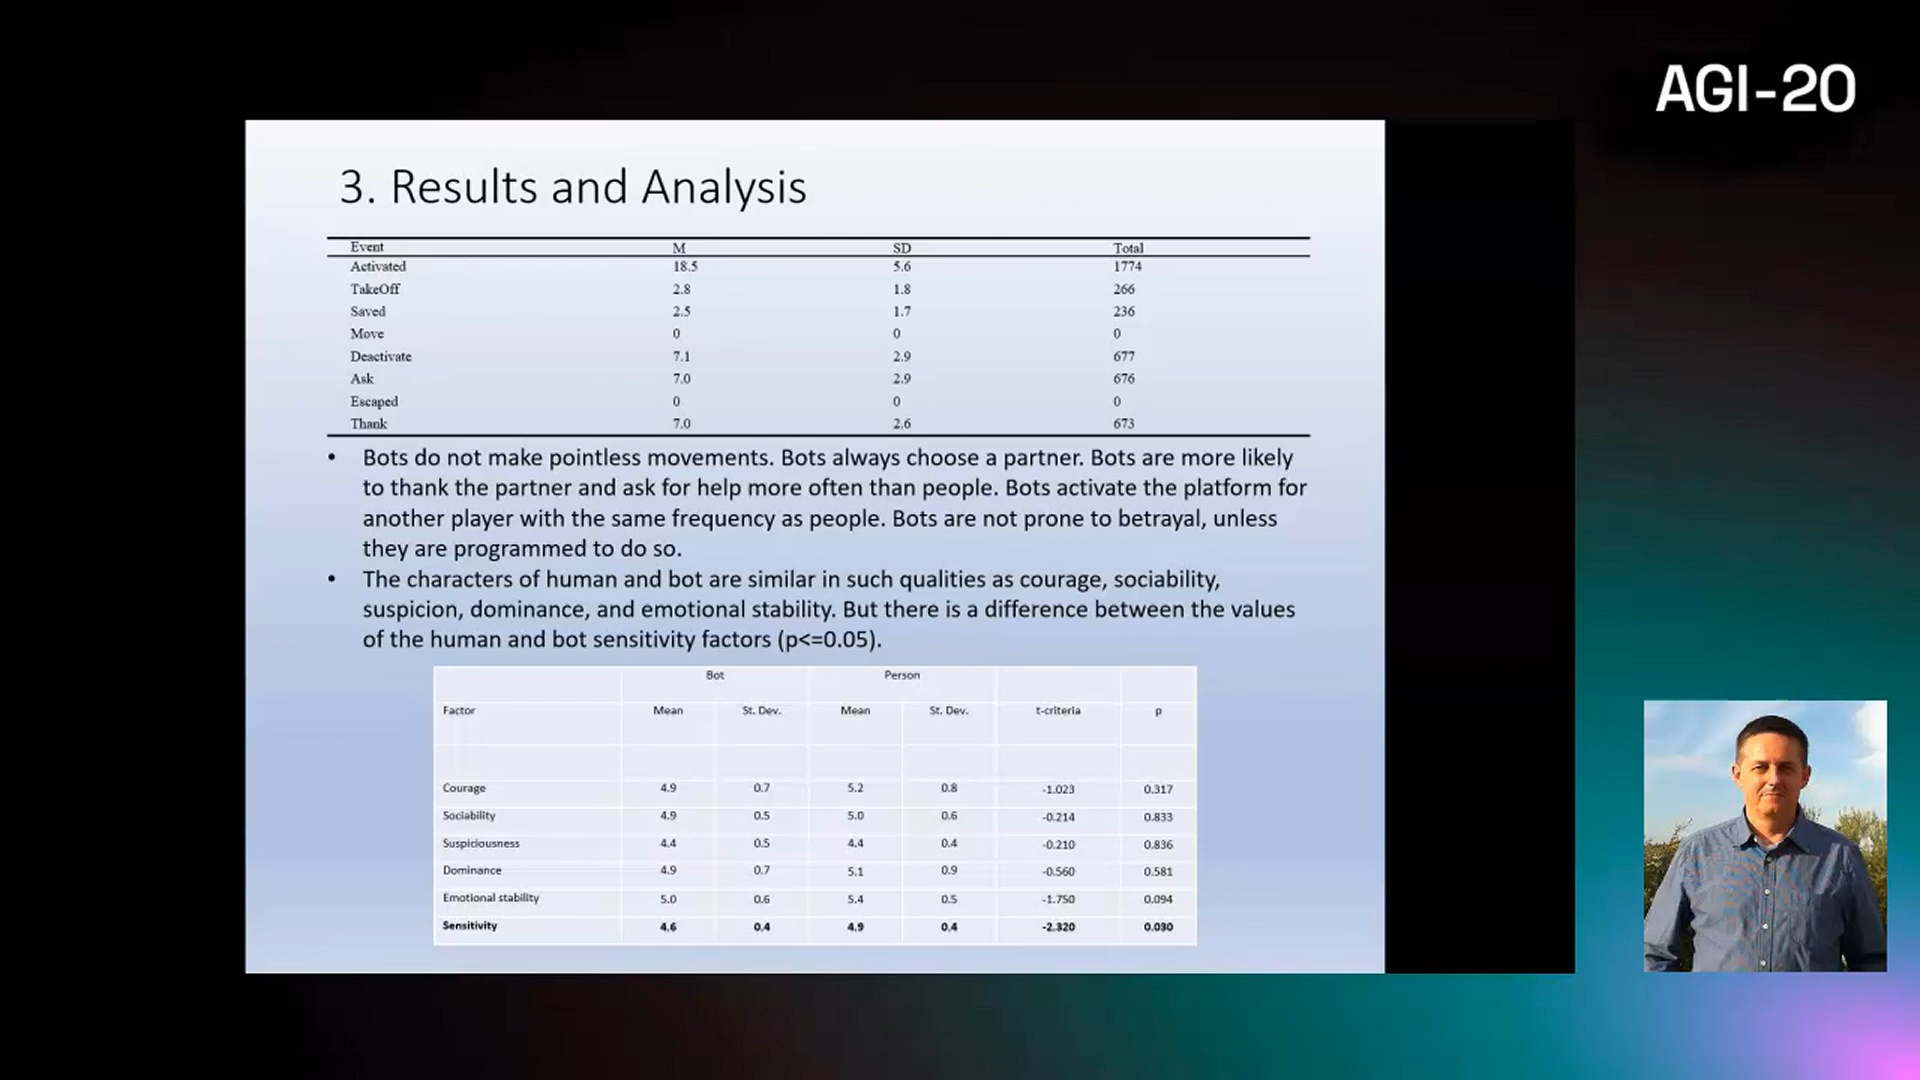 AGI-20
3. Results and Analysis
Event M SD Total
Activated 18.5 5.6 1774
TakeOff 2.8 1.8 266
Saved 2.5 1.7 236
Move 0 0 0
Deactivate 7.1 2.9 677
Ask 7.0 2.9 676
Escaped 0 0 0
Thank 7.0 2.6 673
• Bots do not make pointless movements. Bots always choose a partner. Bots are more likely
to thank the partner and ask for help more often than people. Bots activate the platform for
another player with the same frequency as people. Bots are not prone to betrayal, unless
they are programmed to do so.
• The characters of human and bot are similar in such qualities as courage, sociability,
suspicion, dominance, and emotional stability. But there is a difference between the values
of the human and bot sensitivity factors (p<=0.05).
Bot Person
Factor Mean St. Dev. Mean St. Dev. t-criteria p
Courage 4.9 0.7 5.2 0.8 -1.023 0.317
Sociability 4.9 0.5 5.0 0.6 -0.214 0.833
Suspiciousness 4.4 0.5 4.4 0.4 -0.210 0.836
Dominance 4.9 0.7 5.1 0.9 -0.560 0.581
Emotional stability 5.0 0.6 5.4 0.5 -1.750 0.094
Sensitivity 4.6 0.4 4.9 0.4 -2.320 0.030